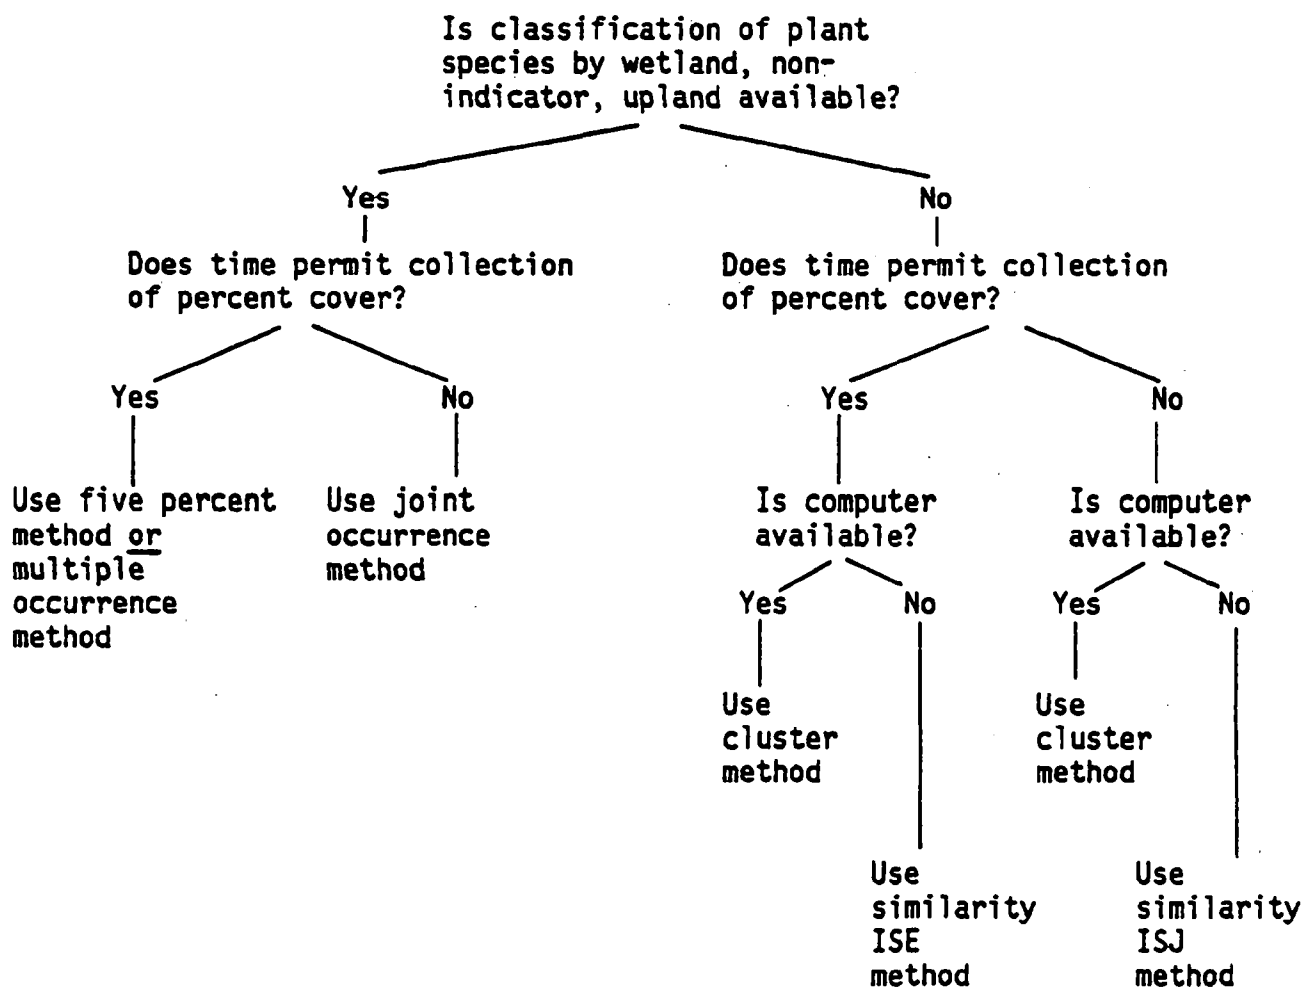 Is classification of plant
species by wetland, non-
indicator, upland available?
Yes
No
Does time permit collection
of percent cover?
Does time permit collection
of percent cover?
Yes
No
Yes
No
Use five percent
method or
multiple
occurrence
method
Use joint
occurrence
method
Is computer
available?
Is computer
available?
Yes
No
Yes
No
Use
cluster
method
Use
cluster
method
Use
similarity
ISE
method
Use
similarity
ISJ
method